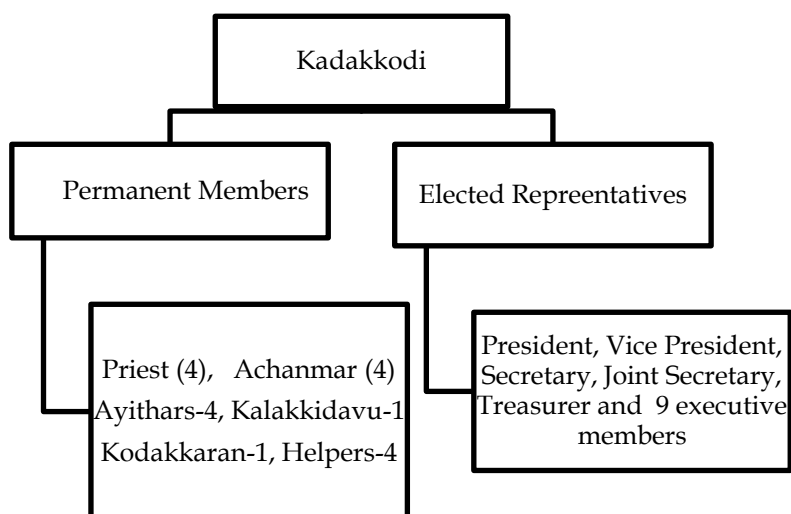 Kadakkodi
Permanent Members
Elected Repreentatives
Priest (4), Achanmar (4)
Ayithars-4, Kalakkidavu-1
Kodakkaran-1, Helpers-4
President, Vice President,
Secretary, Joint Secretary,
Treasurer and 9 executive
members